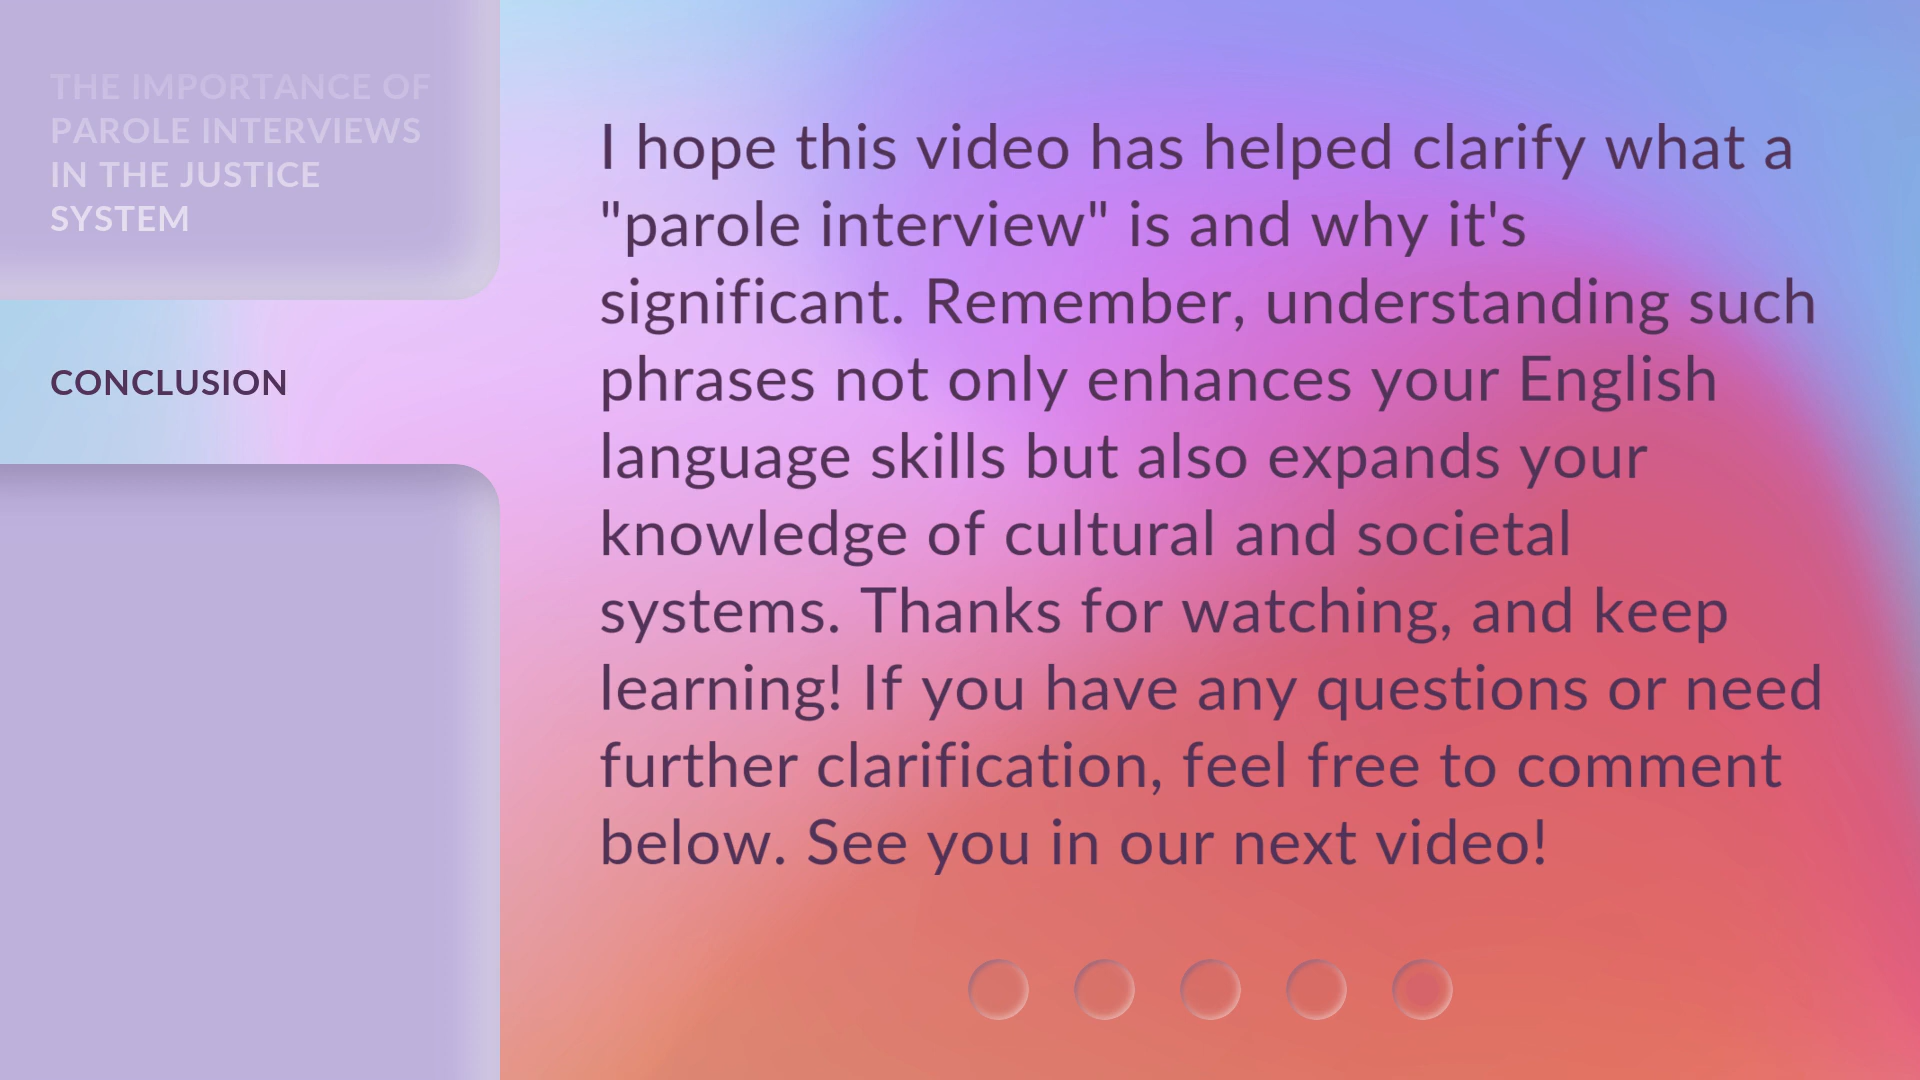 THE IMPORTANCE OF
PAROLE INTERVIEWS
IN THE JUSTICE
SYSTEM
CONCLUSION
I hope this video has helped clarify what a
"parole interview" is and why it's
significant. Remember, understanding such
phrases not only enhances your English
language skills but also expands your
knowledge of cultural and societal
systems. Thanks for watching, and keep
learning! If you have any questions or need
further clarification, feel free to comment
below. See you in our next video!